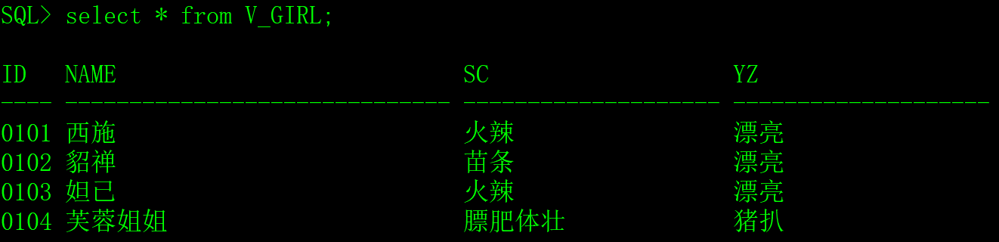 SQL> select * from V_GIRL;
ID NAME SC YZ
---- ------------------------------ -------------------- --------------------
0101 西施 火辣 漂亮
0102 貂禅 苗条 漂亮
0103 妲己 火辣 漂亮
0104 芙蓉姐姐 膘肥体壮 猪扒